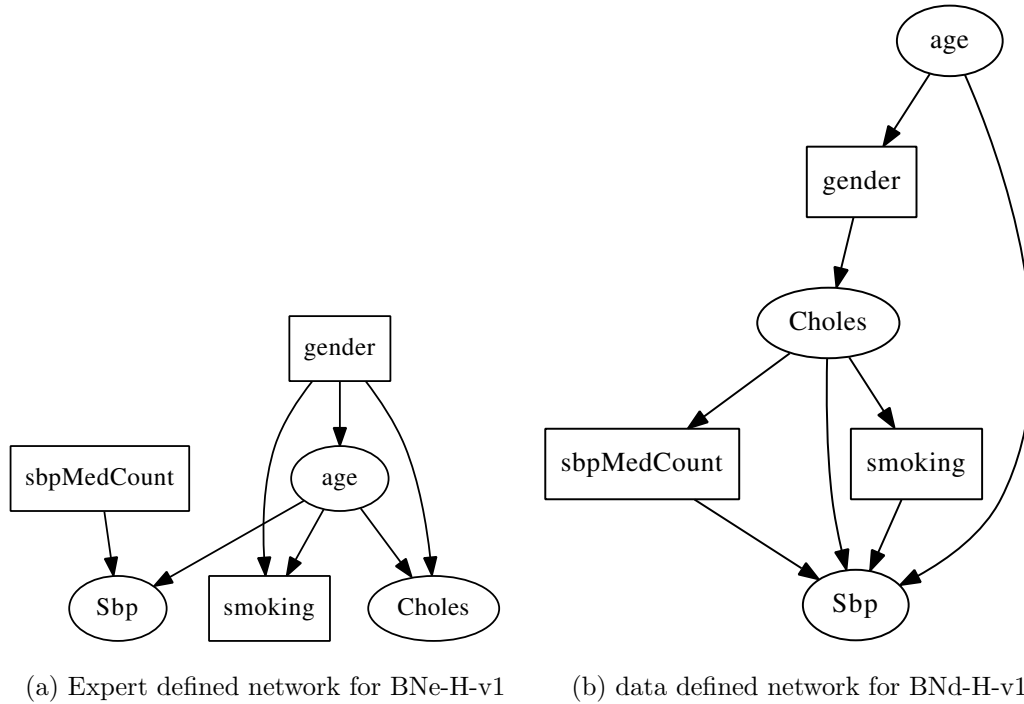 gender
sbpMedCount
age
Sbp
smoking
Choles
(a) Expert defined network for BNe-H-v1
age
gender
Choles
sbpMedCount
smoking
Sbp
(b) data defined network for BNd-H-v1